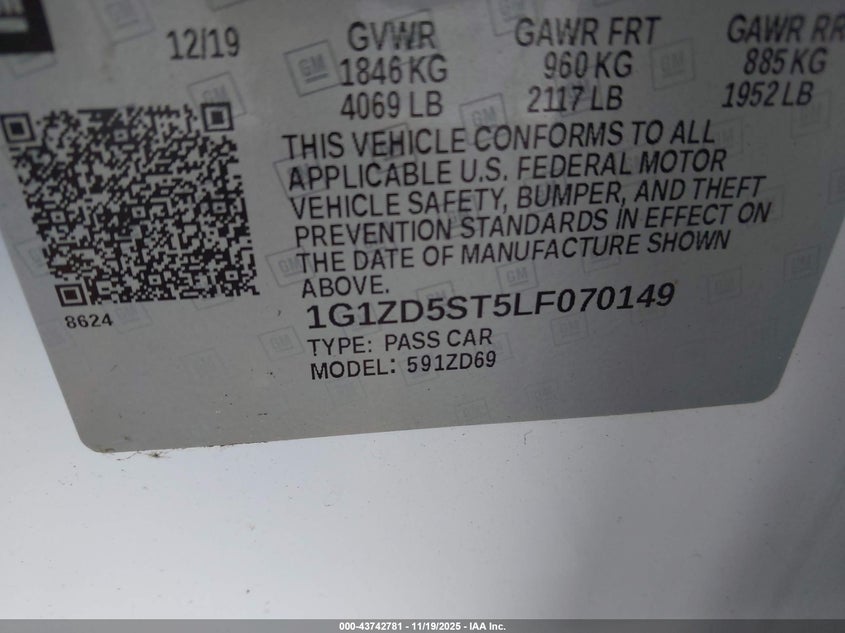 12/19 GVWR GAWR FRT GAWR RR
1846 KG 960 KG 885 KG
4069 LB 2117 LB 1952 LB
THIS VEHICLE CONFORMS TO ALL
APPLICABLE U.S. FEDERAL MOTOR
VEHICLE SAFETY, BUMPER, AND THEFT
PREVENTION STANDARDS IN EFFECT ON
THE DATE OF MANUFACTURE SHOWN
ABOVE.
8624
1G1ZD5ST5LF070149
TYPE: PASS CAR
MODEL: 591ZD69
000-43742781 - 11/19/2025 - IAA Inc.